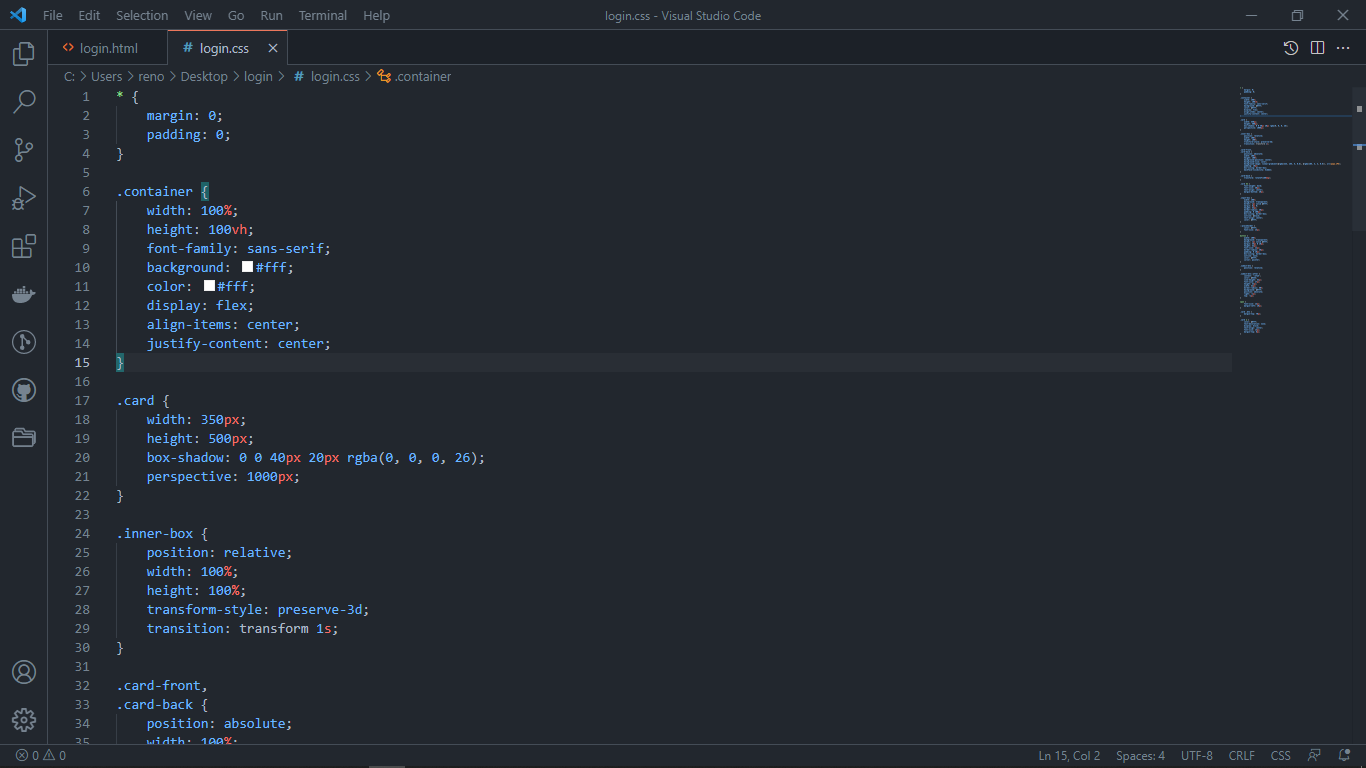 File Edit Selection View Go Run Terminal Help login.css - Visual Studio Code
login.html # login.css
C: > Users > reno > Desktop > login > # login.css > .container
1 * {
2 margin: 0;
3 padding: 0;
4 }
5
6 .container {
7 width: 100%;
8 height: 100vh;
9 font-family: sans-serif;
10 background: #fff;
11 color: #fff;
12 display: flex;
13 align-items: center;
14 justify-content: center;
15 }
16
17 .card {
18 width: 350px;
19 height: 500px;
20 box-shadow: 0 0 40px 20px rgba(0, 0, 0, 26);
21 perspective: 1000px;
22 }
23
24 .inner-box {
25 position: relative;
26 width: 100%;
27 height: 100%;
28 transform-style: preserve-3d;
29 transition: transform 1s;
30 }
31
32 .card-front,
33 .card-back {
34 position: absolute;
35 width: 100%;
0 0 Ln 15, Col 2 Spaces: 4 UTF-8 CRLF CSS